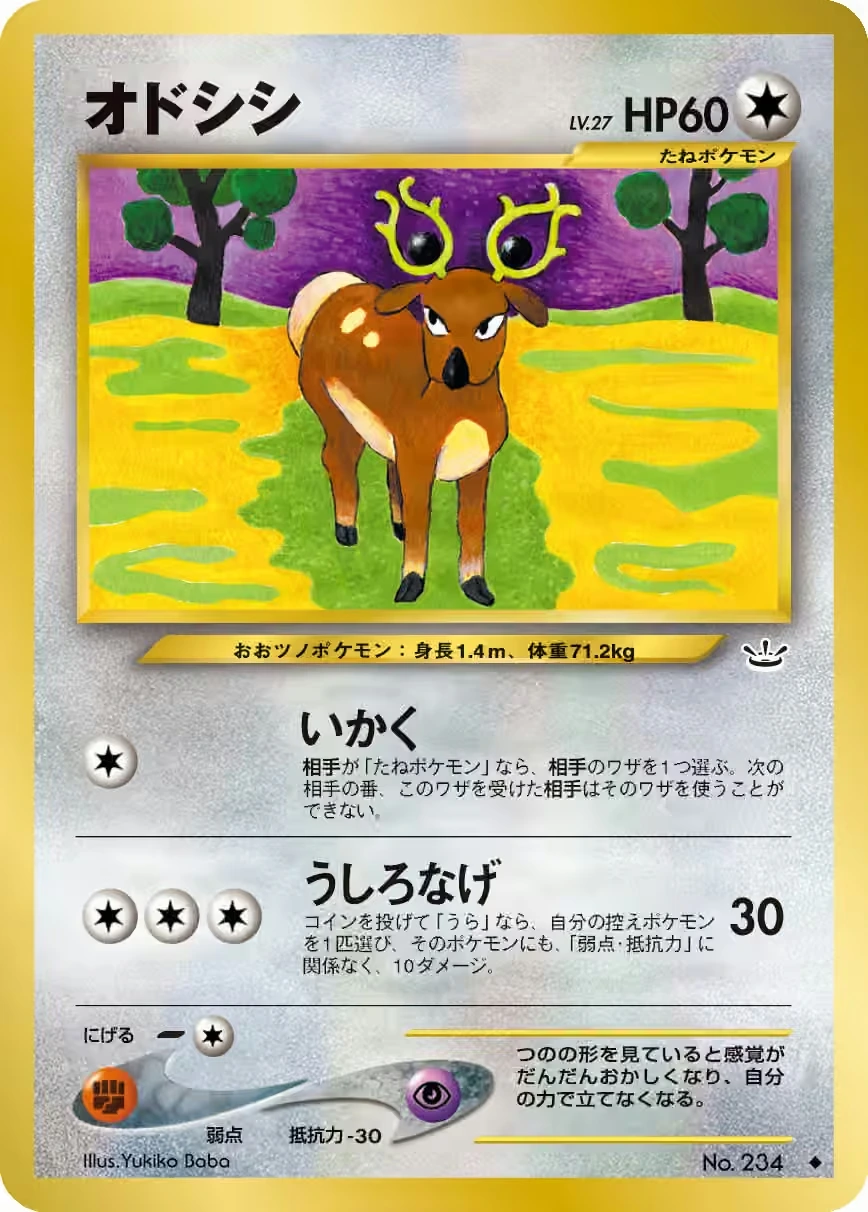 オドシシ
LV.27 HP60
たねポケモン
おおツノポケモン：身長1.4m、体重71.2kg
いかく
相手が「たねポケモン」なら、相手のワザを1つ選ぶ。次の
相手の番、このワザを受けた相手はそのワザを使うことが
できない。
うしろなげ
30
コインを投げて「うら」なら、自分の控えポケモン
を1匹選び、そのポケモンにも、「弱点·抵抗力」に
関係なく、10ダメージ。
にげる
つのの形を見ていると感覚が
だんだんおかしくなり、自分
の力で立てなくなる。
弱点 抵抗力-30
Illus.Yukiko Baba
No. 234